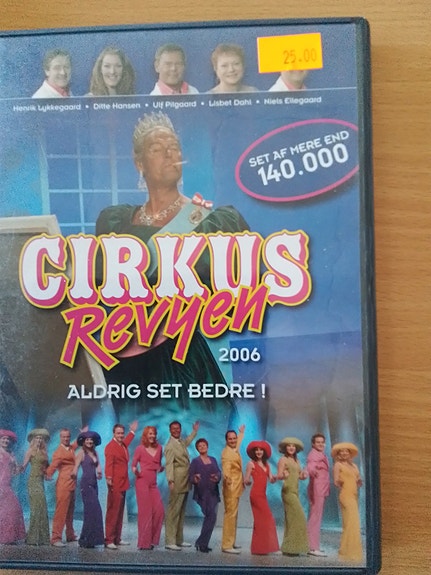 25.00
Henrik Lykkegaard • Ditte Hansen • Ulf Pilgaard • Lisbet Dahl • Niels Ellegaard
SET AF MERE END
140.000
CIRKUS
Revyen
2006
ALDRIG SET BEDRE !